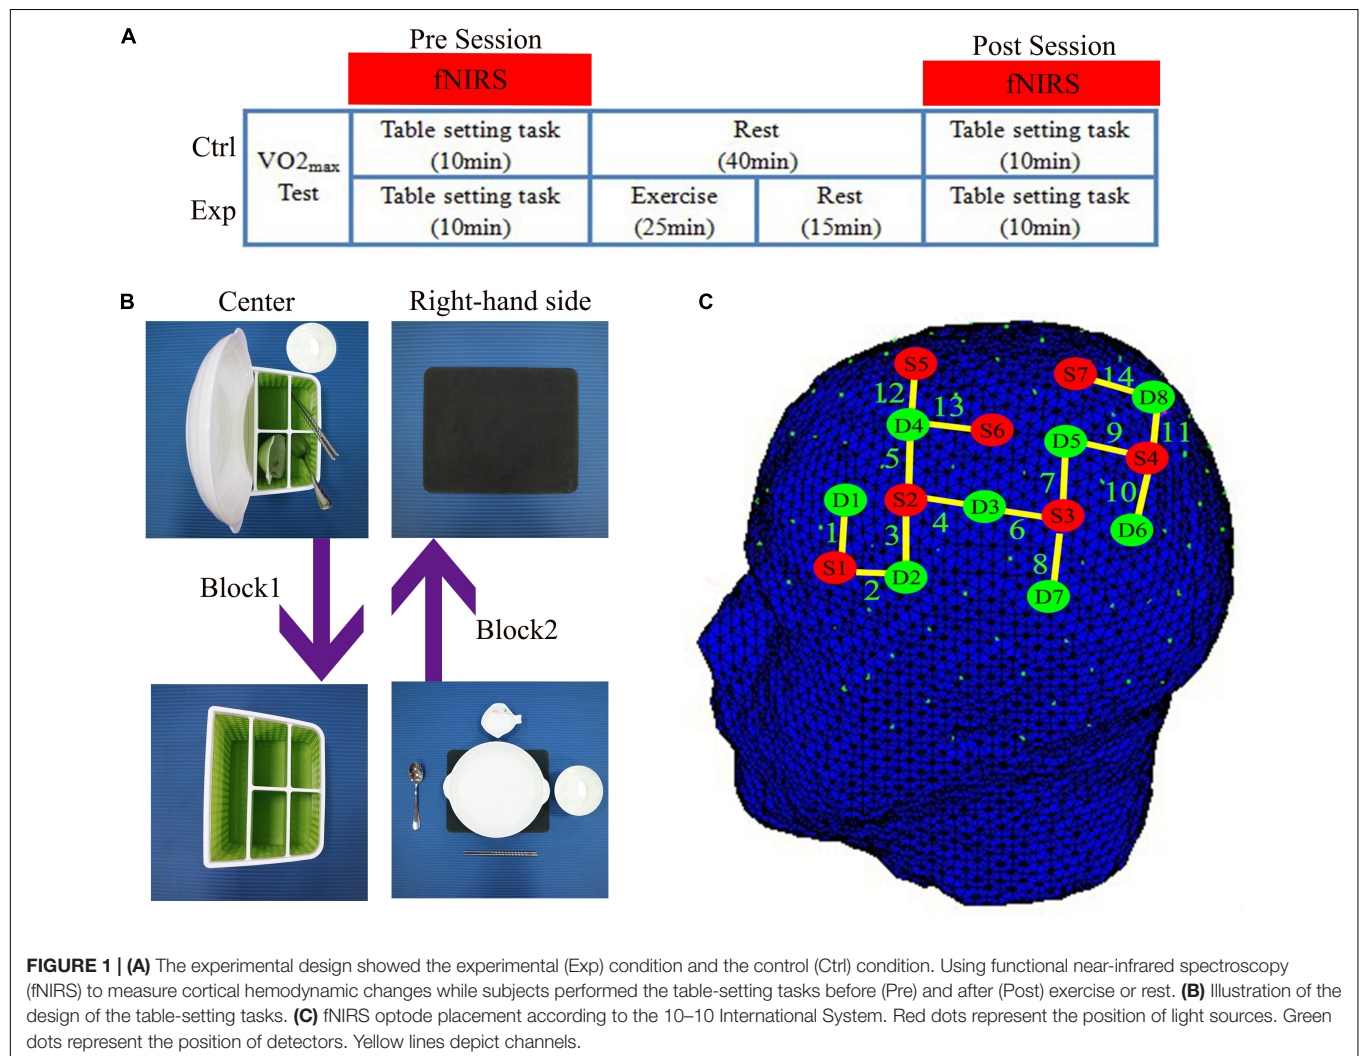 A
Pre Session
Post Session
fNIRS
fNIRS
Ctrl
Exp
VO2max
Test
Table setting task
(10min)
Rest
(40min)
Table setting task
(10min)
Table setting task
(10min)
Exercise
(25min)
Rest
(15min)
Table setting task
(10min)
B
Center
Right-hand side
Block1
Block2
C
S5
S7
14
D8
12
13
D4
S6
D5
9
11
S4
5
7
10
D1
S2
D3
S3
D6
1
3
4
6
S1
D2
8
2
D7
FIGURE 1 | (A) The experimental design showed the experimental (Exp) condition and the control (Ctrl) condition. Using functional near-infrared spectroscopy
(fNIRS) to measure cortical hemodynamic changes while subjects performed the table-setting tasks before (Pre) and after (Post) exercise or rest. (B) Illustration of the
design of the table-setting tasks. (C) fNIRS optode placement according to the 10–10 International System. Red dots represent the position of light sources. Green
dots represent the position of detectors. Yellow lines depict channels.